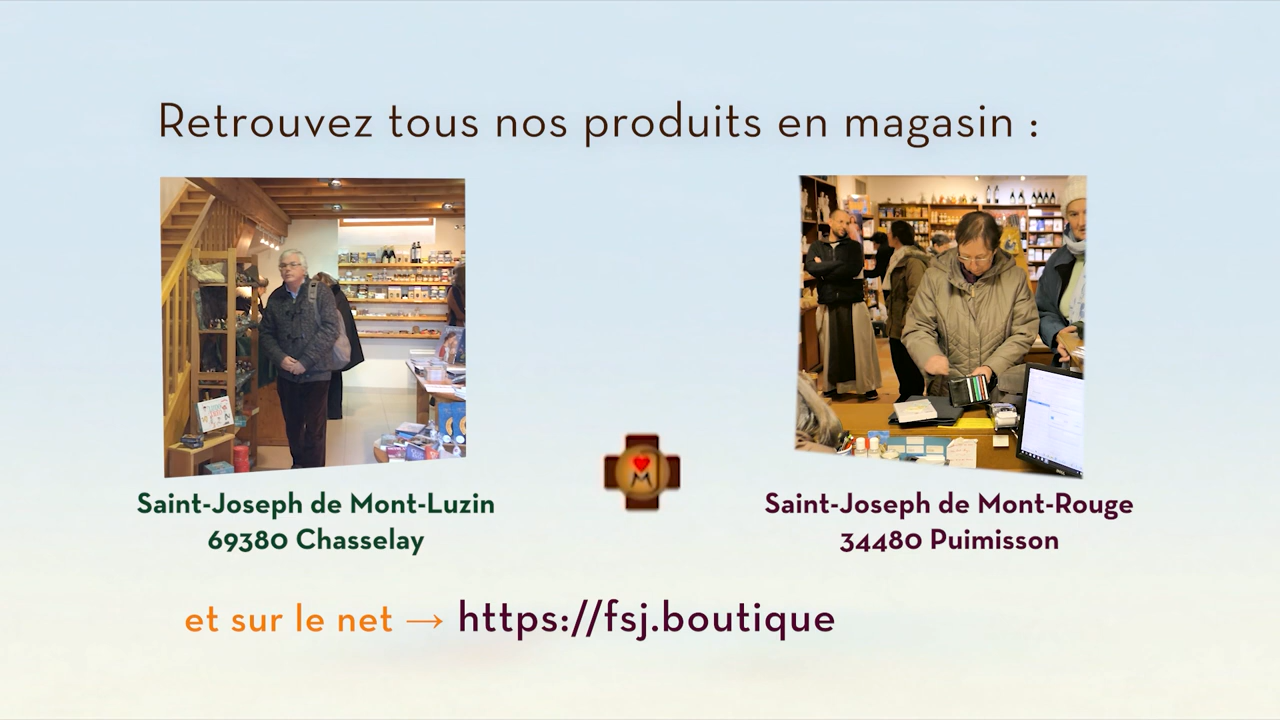 Retrouvez tous nos produits en magasin :
Saint-Joseph de Mont-Luzin
69380 Chasselay
Saint-Joseph de Mont-Rouge
34480 Puimisson
et sur le net → https://fsj.boutique